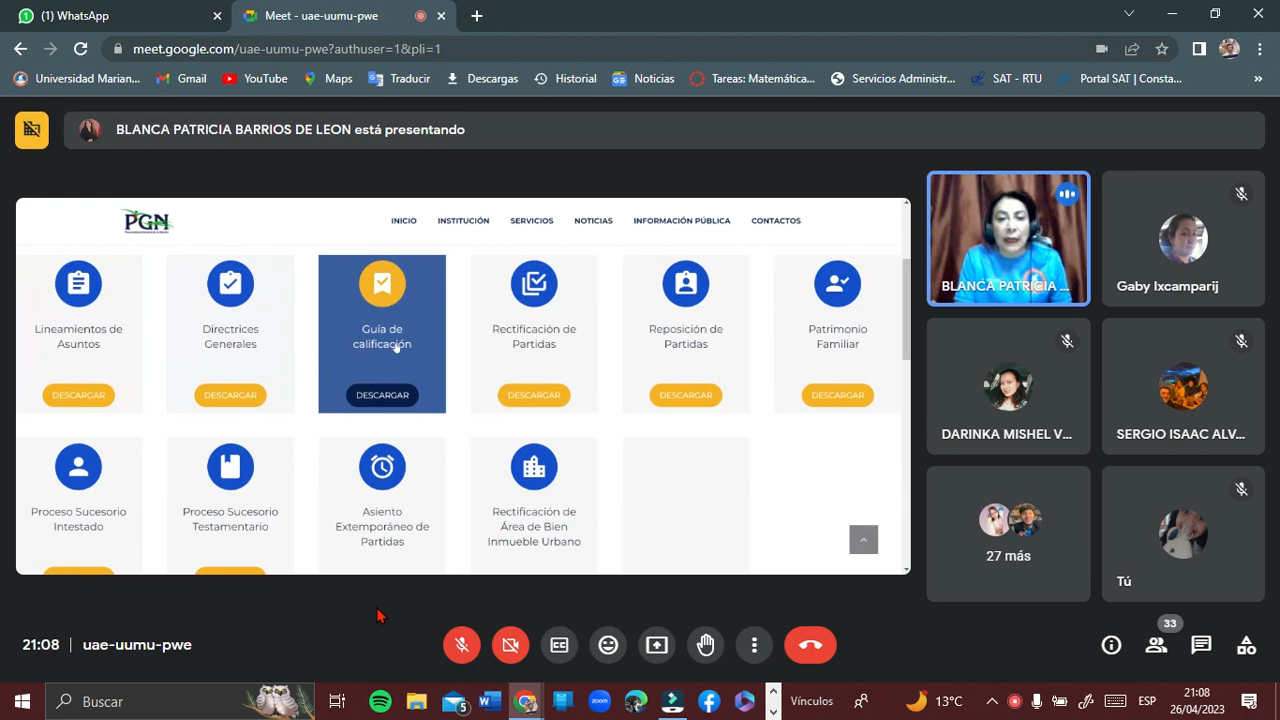 (1) WhatsApp
Meet - uae-uumu-pwe
meet.google.com/uae-uumu-pwe?authuser=1&pli=1
Universidad Marian...
Gmail
YouTube
Maps
Traducir
Descargas
Historial
Noticias
Tareas: Matemátic...
Servicios Administr...
SAT - RTU
Portal SAT | Consta...
BLANCA PATRICIA BARRIOS DE LEON está presentando
PGN
INICIO
INSTITUCIÓN
SERVICIOS
NOTICIAS
INFORMACIÓN PÚBLICA
CONTACTOS
Lineamientos de
Asuntos
DESCARGAR
Directrices
Generales
DESCARGAR
Guía de
calificación
DESCARGAR
Rectificación de
Partidas
DESCARGAR
Reposición de
Partidas
DESCARGAR
Patrimonio
Familiar
DESCARGAR
Proceso Sucesorio
Intestado
Proceso Sucesorio
Testamentario
Asiento
Extemporáneo de
Partidas
Rectificación de
Área de Bien
Inmueble Urbano
BLANCA PATRICIA ...
Gaby Ixcamparij
DARINKA MISHEL V...
SERGIO ISAAC ALV...
27 más
Tú
21:08 | uae-uumu-pwe
33
Buscar
5
Vínculos
13°C
ESP
21:08
26/04/2023